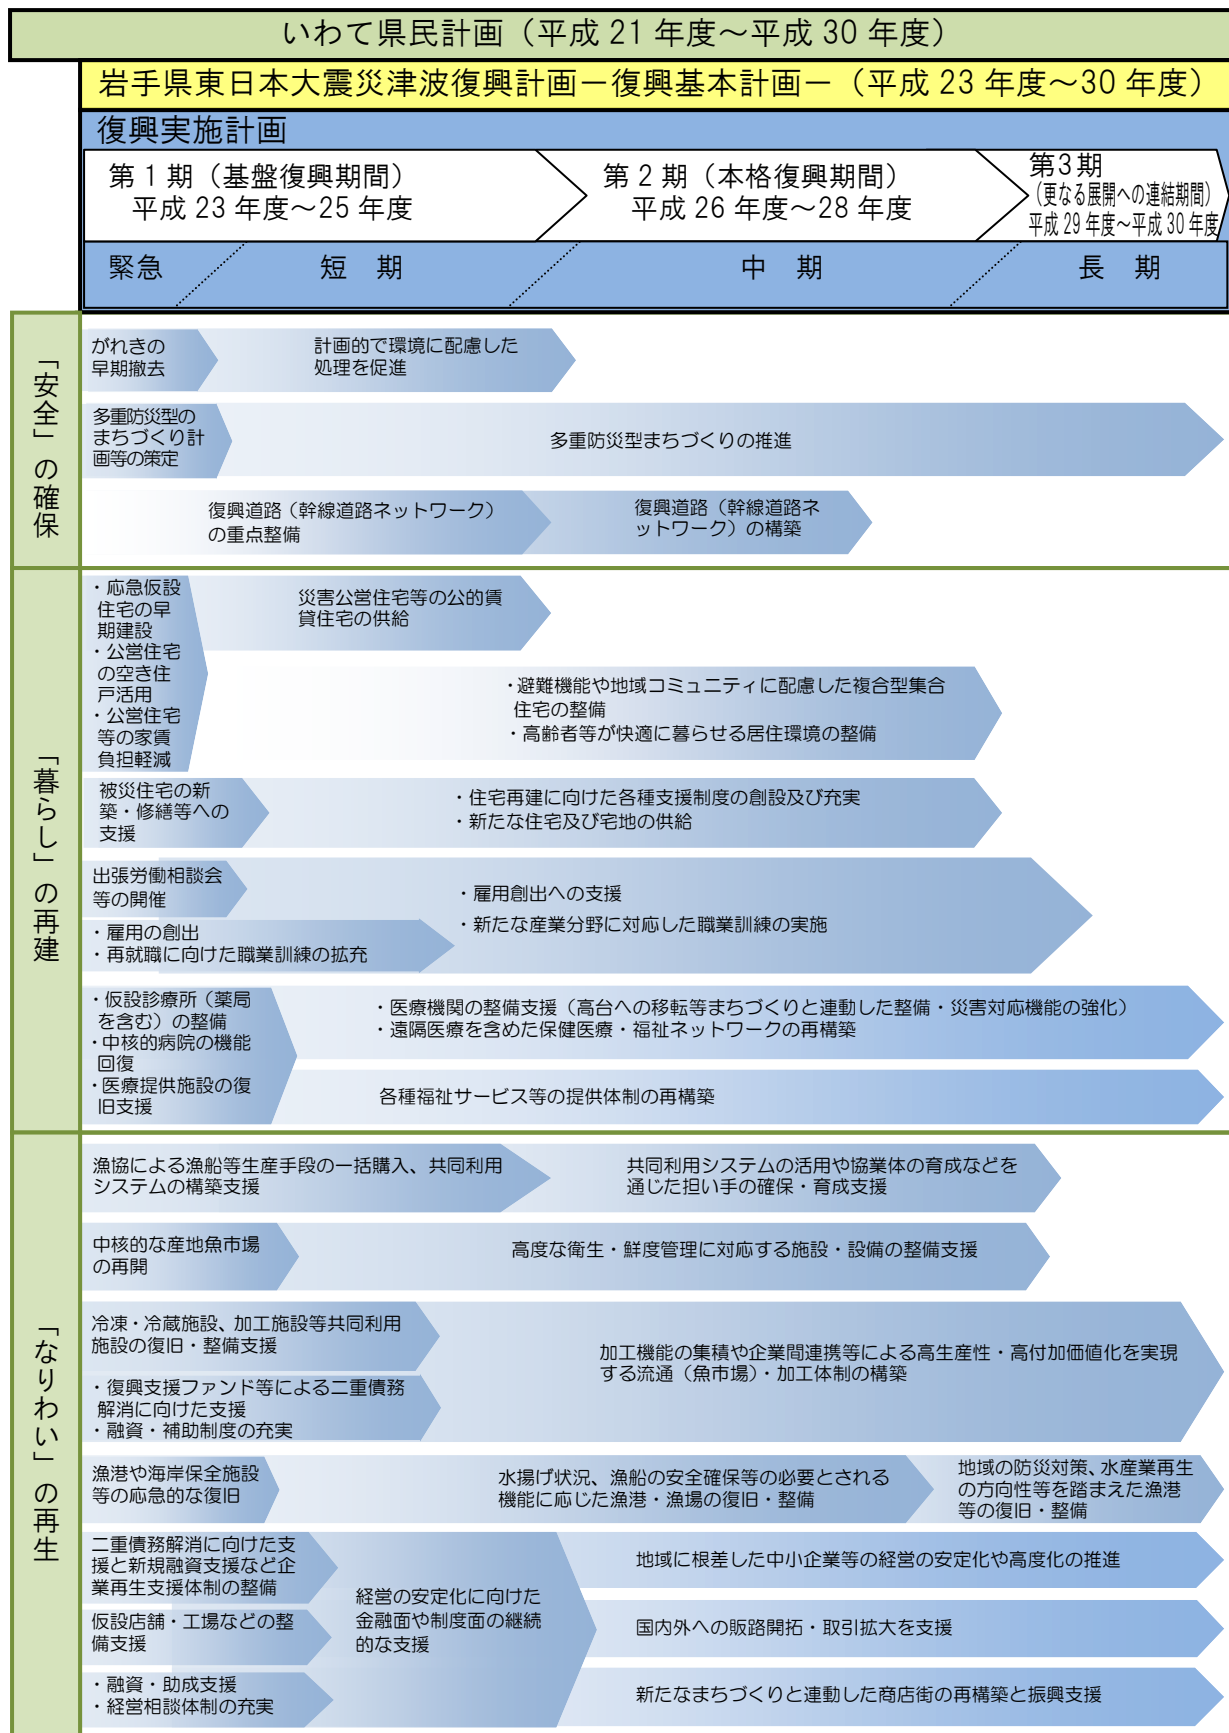 いわて県民計画（平成 21 年度～平成 30 年度）
岩手県東日本大震災津波復興計画－復興基本計画－（平成 23 年度～30 年度）
復興実施計画
第 1 期（基盤復興期間）
平成 23 年度～25 年度
第 2 期（本格復興期間）
平成 26 年度～28 年度
第3期
（更なる展開への連結期間）
平成 29 年度～平成 30 年度
緊急
短　期
中　期
長　期
「安全」の確保
がれきの
早期撤去
計画的で環境に配慮した
処理を促進
多重防災型の
まちづくり計
画等の策定
多重防災型まちづくりの推進
復興道路（幹線道路ネットワーク）
の重点整備
復興道路（幹線道路ネ
ットワーク）の構築
「暮らし」の再建
・応急仮設
住宅の早
期建設
・公営住宅
の空き住
戸活用
・公営住宅
等の家賃
負担軽減
災害公営住宅等の公的賃
貸住宅の供給
・避難機能や地域コミュニティに配慮した複合型集合
住宅の整備
・高齢者等が快適に暮らせる居住環境の整備
被災住宅の新
築・修繕等への
支援
・住宅再建に向けた各種支援制度の創設及び充実
・新たな住宅及び宅地の供給
出張労働相談会
等の開催
・雇用の創出
・再就職に向けた職業訓練の拡充
・雇用創出への支援
・新たな産業分野に対応した職業訓練の実施
・仮設診療所（薬局
を含む）の整備
・中核的病院の機能
回復
・医療提供施設の復
旧支援
・医療機関の整備支援（高台への移転等まちづくりと連動した整備・災害対応機能の強化）
・遠隔医療を含めた保健医療・福祉ネットワークの再構築
各種福祉サービス等の提供体制の再構築
「なりわい」の再生
漁協による漁船等生産手段の一括購入、共同利用
システムの構築支援
共同利用システムの活用や協業体の育成などを
通じた担い手の確保・育成支援
中核的な産地魚市場
の再開
高度な衛生・鮮度管理に対応する施設・設備の整備支援
冷凍・冷蔵施設、加工施設等共同利用
施設の復旧・整備支援
・復興支援ファンド等による二重債務
解消に向けた支援
・融資・補助制度の充実
加工機能の集積や企業間連携等による高生産性・高付加価値化を実現
する流通（魚市場）・加工体制の構築
漁港や海岸保全施設
等の応急的な復旧
水揚げ状況、漁船の安全確保等の必要とされる
機能に応じた漁港・漁場の復旧・整備
地域の防災対策、水産業再生
の方向性等を踏まえた漁港
等の復旧・整備
二重債務解消に向けた支
援と新規融資支援など企
業再生支援体制の整備
仮設店舗・工場などの整
備支援
・融資・助成支援
・経営相談体制の充実
経営の安定化に向けた
金融面や制度面の継続
的な支援
地域に根差した中小企業等の経営の安定化や高度化の推進
国内外への販路開拓・取引拡大を支援
新たなまちづくりと連動した商店街の再構築と振興支援